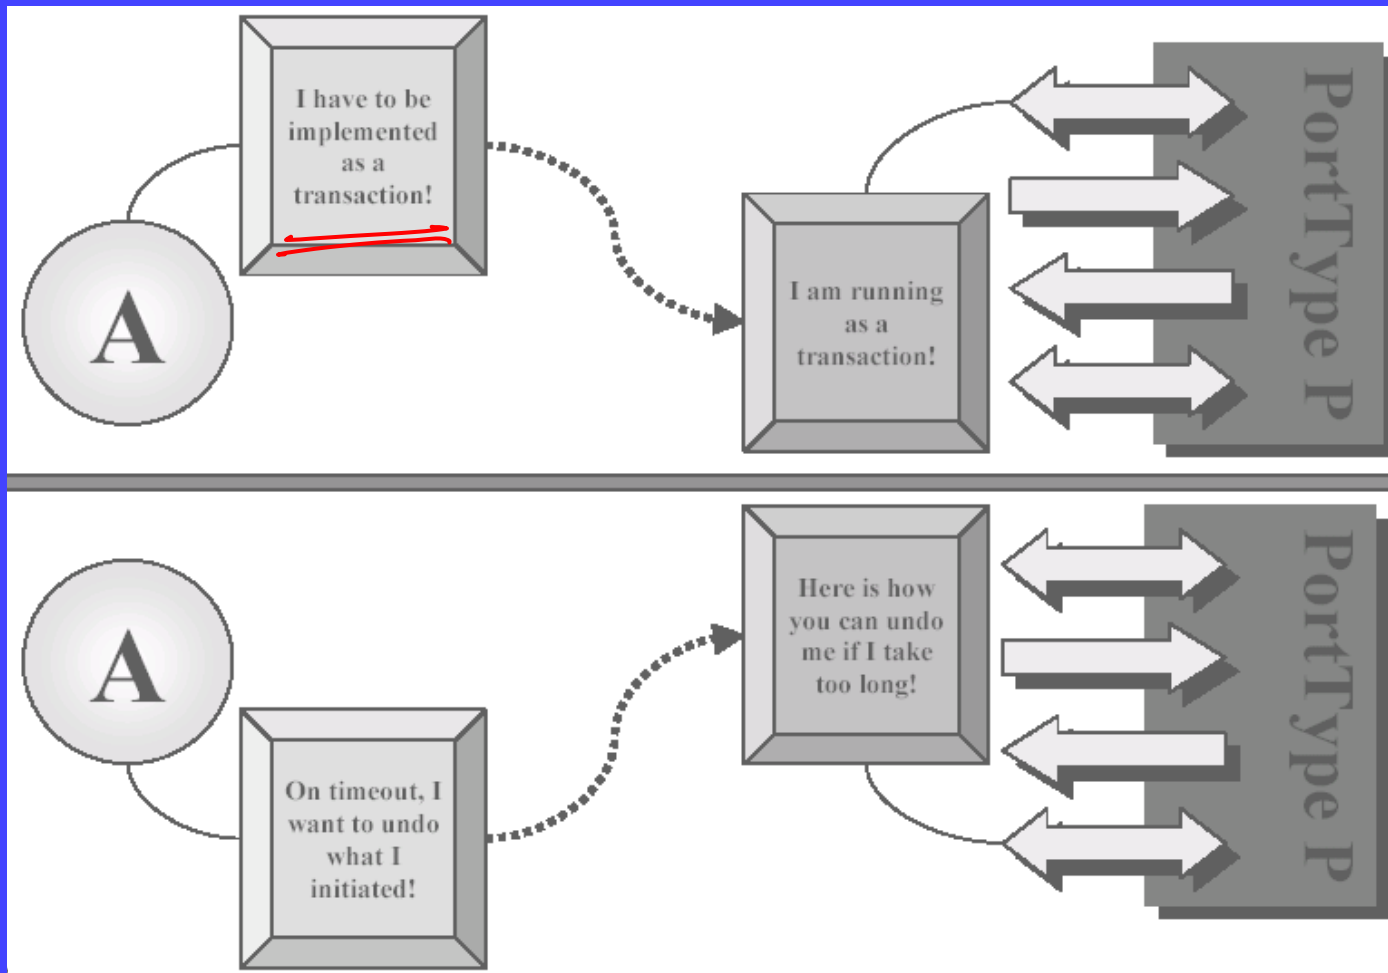 I have to be
implemented
as a
transaction!
A
I am running
as a
transaction!
PortType P
A
On timeout, I
want to undo
what I
initiated!
Here is how
you can undo
me if I take
too long!
PortType P